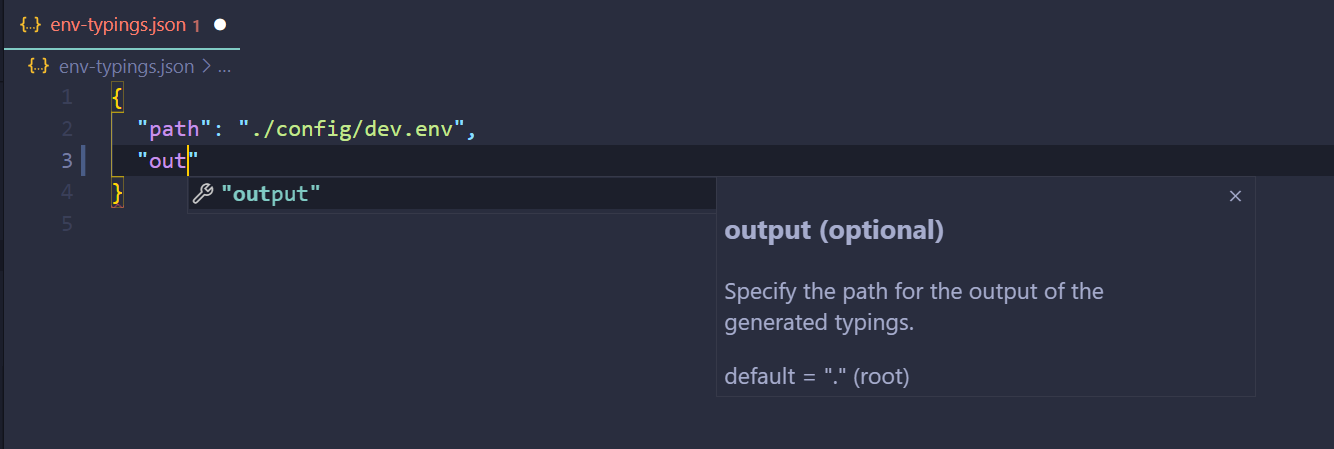 {..} env-typings.json 1
{..} env-typings.json > ...
1 {
2 "path": "./config/dev.env",
3 "out"
"output"
4 }
5
output (optional)
Specify the path for the output of the
generated typings.
default = "." (root)